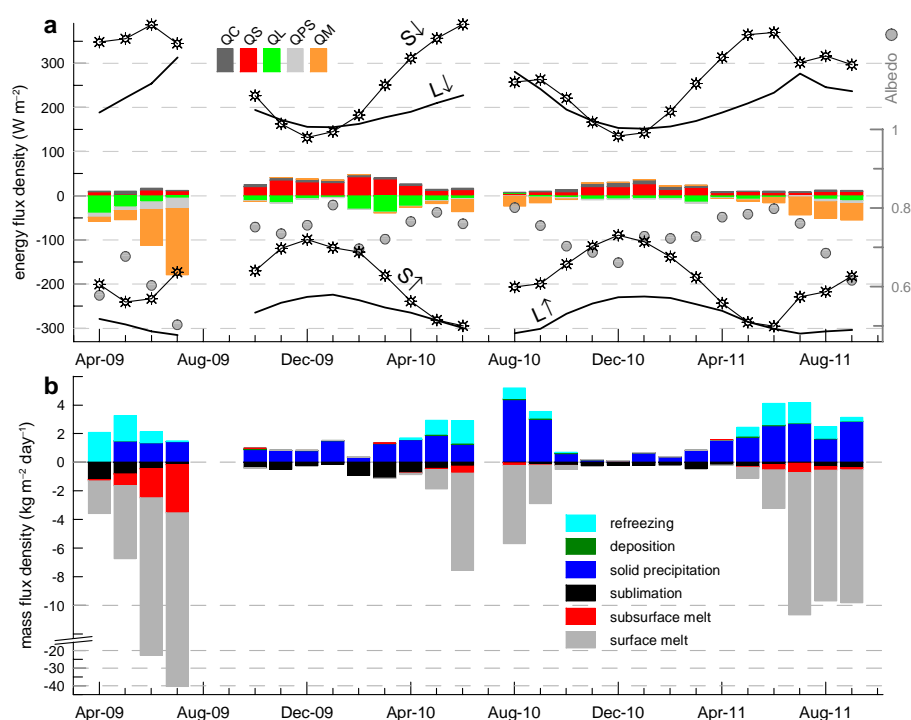 a
QC QS QL QPS QM
S↓
L↓
S↗
L↑
energy flux density (W m⁻²)
300
200
100
0
-100
-200
-300
Albedo
1
0.8
0.6
Apr-09 Aug-09 Dec-09 Apr-10 Aug-10 Dec-10 Apr-11 Aug-11
b
mass flux density (kg m⁻² day⁻¹)
4
2
0
-2
-4
-6
-8
-10
-20
-30
-40
refreezing
deposition
solid precipitation
sublimation
subsurface melt
surface melt
Apr-09 Aug-09 Dec-09 Apr-10 Aug-10 Dec-10 Apr-11 Aug-11